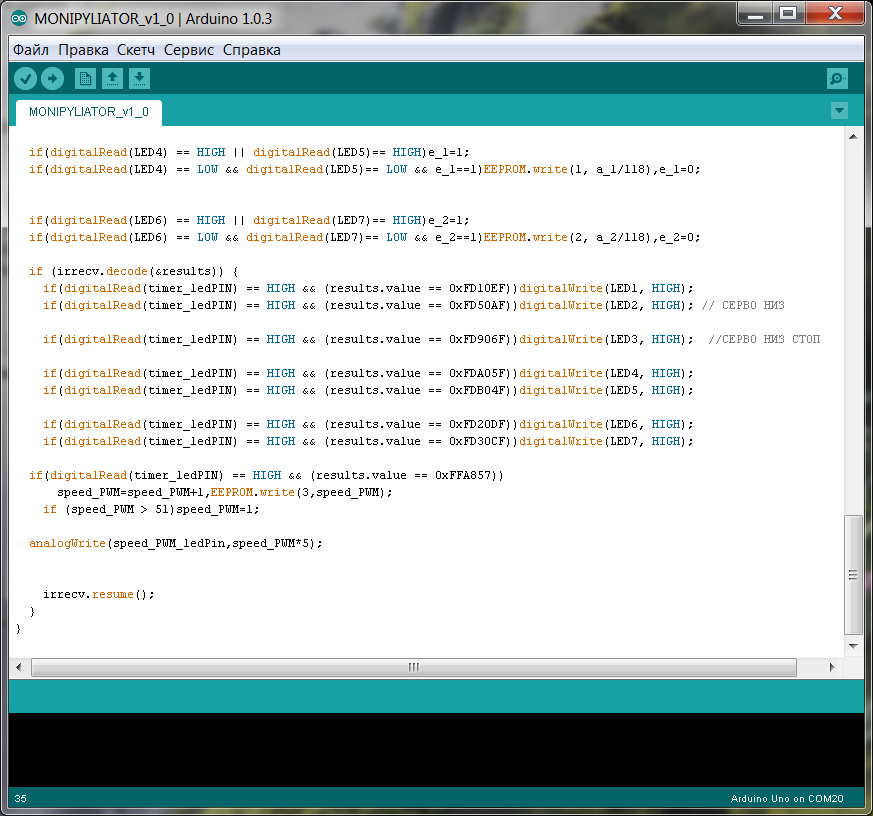 MONIPYLIATOR_v1_0 | Arduino 1.0.3
Файл Правка Скетч Сервис Справка
MONIPYLIATOR_v1_0
if(digitalRead(LED4) == HIGH || digitalRead(LED5)== HIGH)e_1=1;
if(digitalRead(LED4) == LOW && digitalRead(LED5)== LOW && e_1==1)EEPROM.write(1, a_1/118),e_1=0;
if(digitalRead(LED6) == HIGH || digitalRead(LED7)== HIGH)e_2=1;
if(digitalRead(LED6) == LOW && digitalRead(LED7)== LOW && e_2==1)EEPROM.write(2, a_2/118),e_2=0;
if (irrecv.decode(&results)) {
if(digitalRead(timer_ledPIN) == HIGH && (results.value == 0xFD10EF))digitalWrite(LED1, HIGH);
if(digitalRead(timer_ledPIN) == HIGH && (results.value == 0xFD50AF))digitalWrite(LED2, HIGH); // СЕРВО НИЗ
if(digitalRead(timer_ledPIN) == HIGH && (results.value == 0xFD906F))digitalWrite(LED3, HIGH); //СЕРВО НИЗ СТОП
if(digitalRead(timer_ledPIN) == HIGH && (results.value == 0xFDA05F))digitalWrite(LED4, HIGH);
if(digitalRead(timer_ledPIN) == HIGH && (results.value == 0xFDB04F))digitalWrite(LED5, HIGH);
if(digitalRead(timer_ledPIN) == HIGH && (results.value == 0xFD20DF))digitalWrite(LED6, HIGH);
if(digitalRead(timer_ledPIN) == HIGH && (results.value == 0xFD30CF))digitalWrite(LED7, HIGH);
if(digitalRead(timer_ledPIN) == HIGH && (results.value == 0xFFA857))
speed_PWM=speed_PWM+1,EEPROM.write(3,speed_PWM);
if (speed_PWM > 51)speed_PWM=1;
analogWrite(speed_PWM_ledPin,speed_PWM*5);
irrecv.resume();
}
}
35
Arduino Uno on COM20